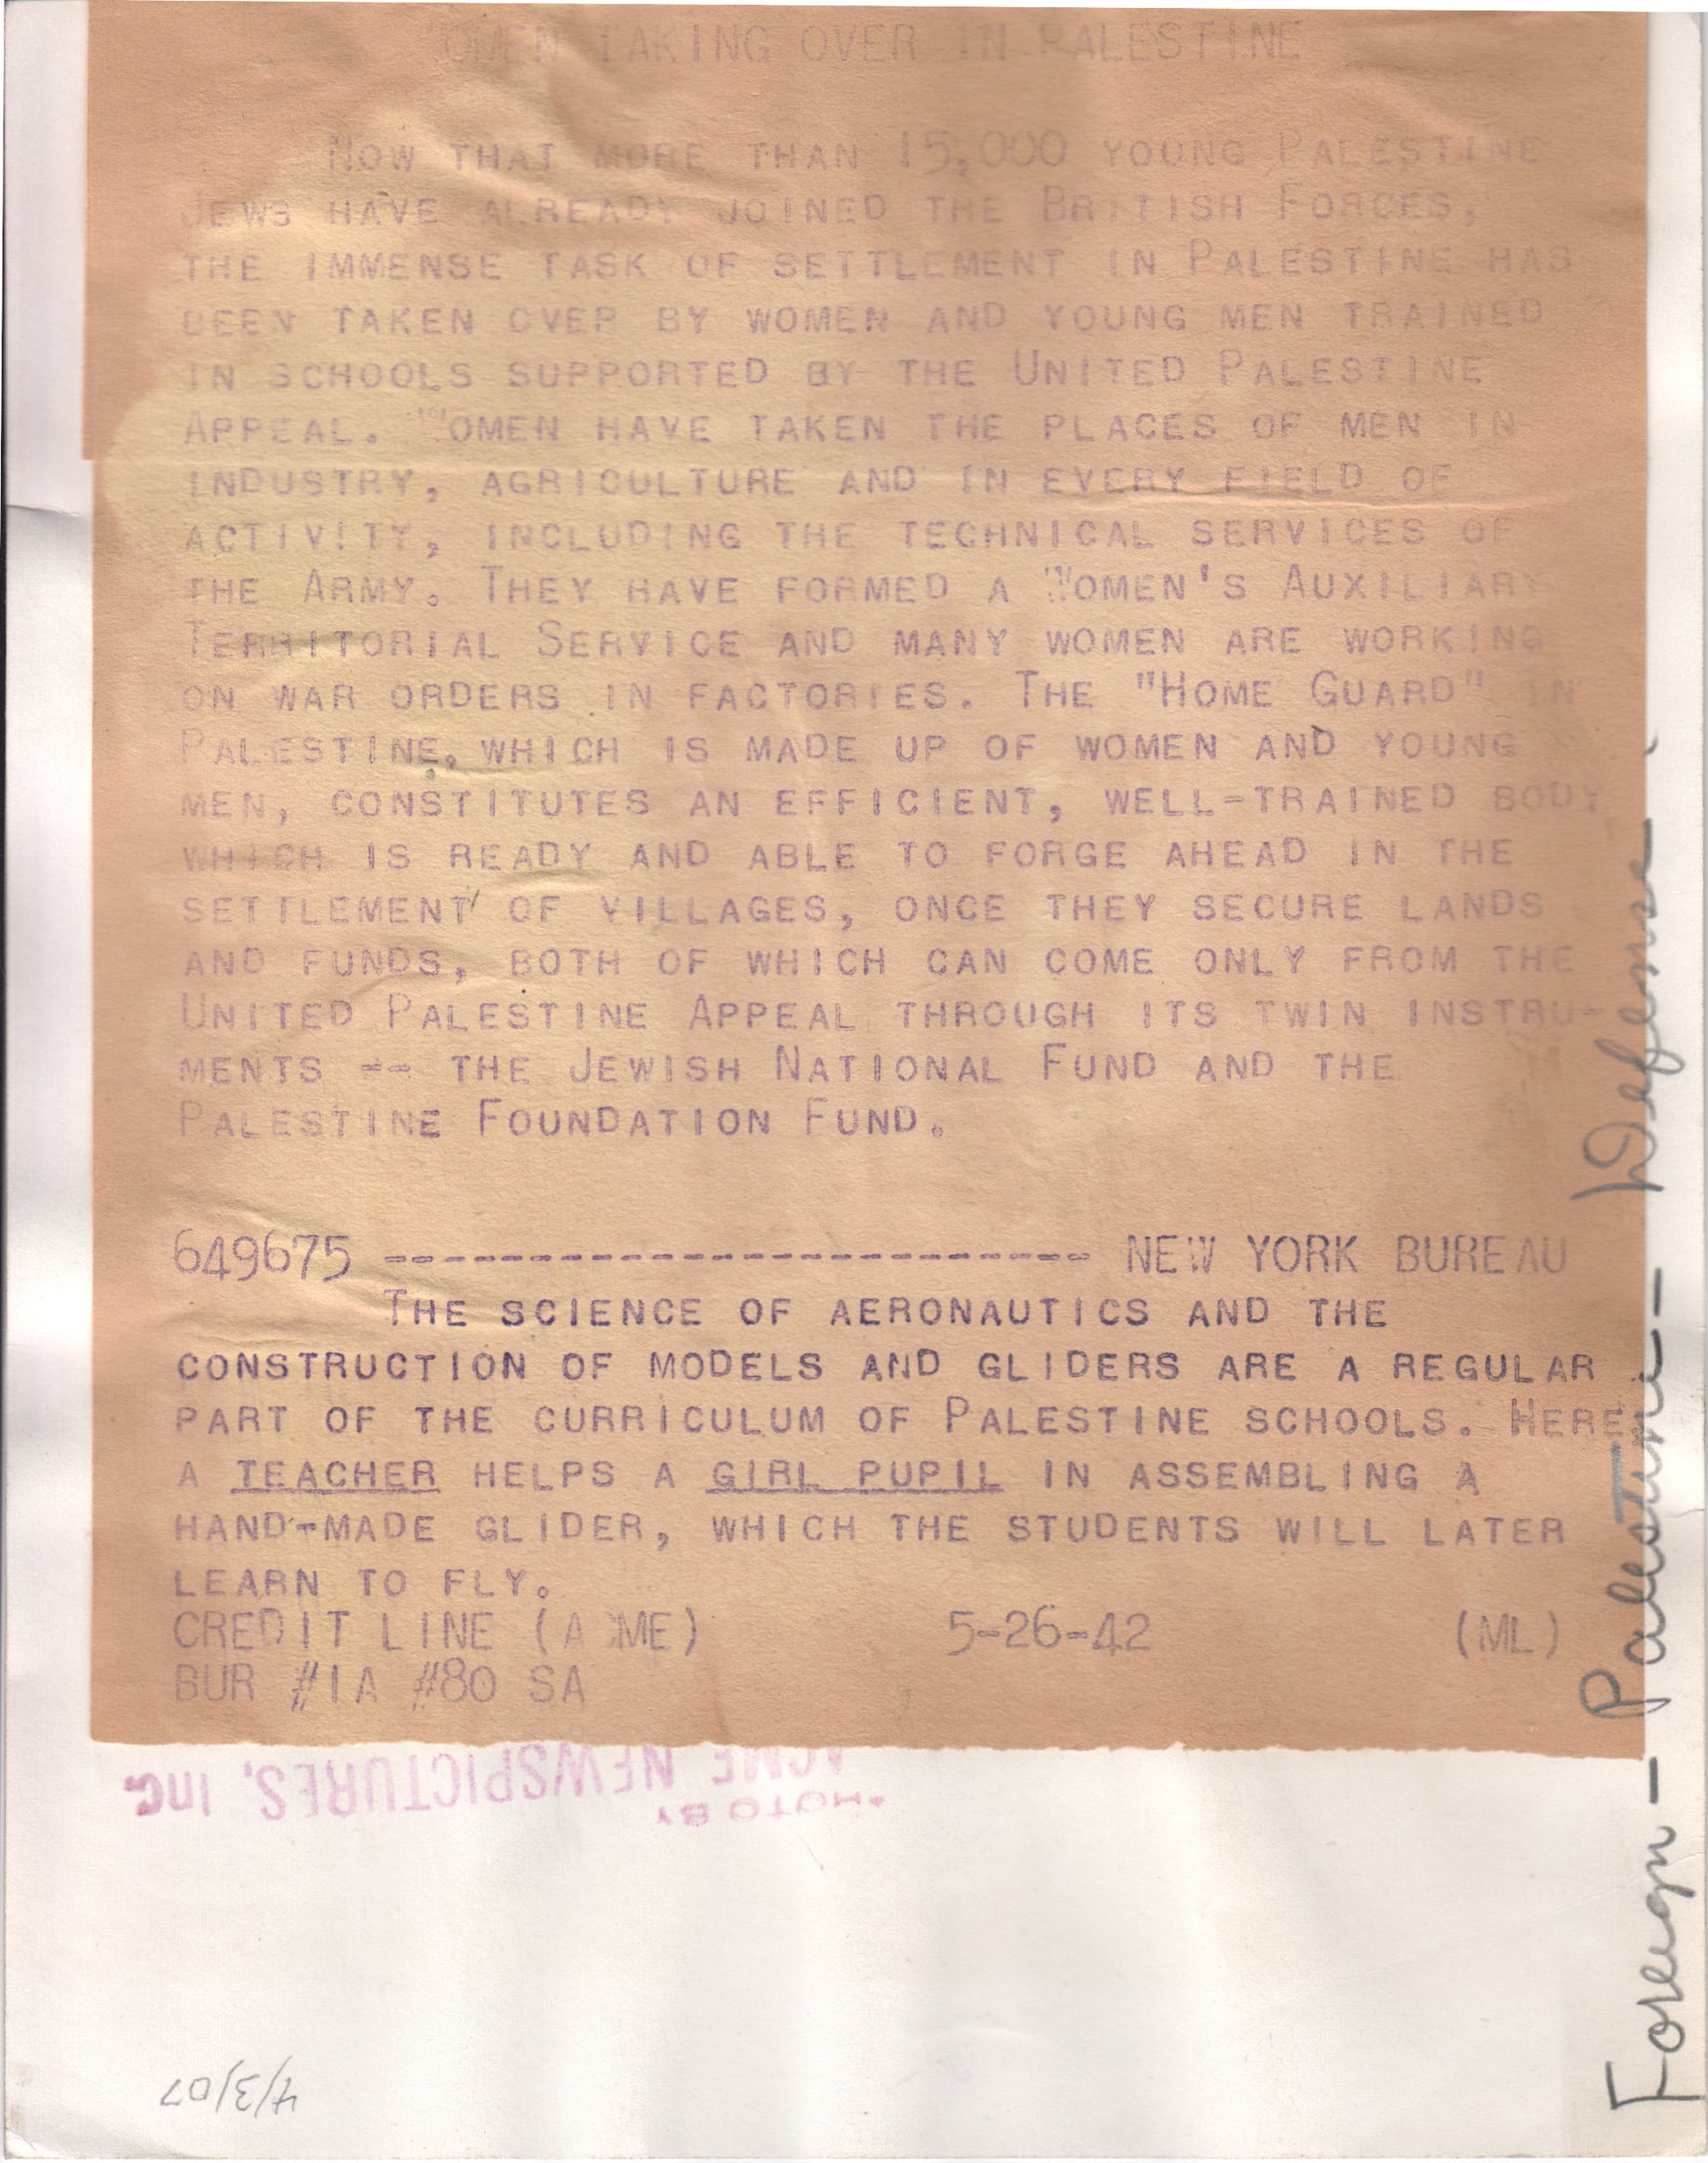 WOMEN TAKING OVER IN PALESTINE
NOW THAT MORE THAN 15,000 YOUNG PALESTINE
JEWS HAVE ALREADY JOINED THE BRITISH FORCES,
THE IMMENSE TASK OF SETTLEMENT IN PALESTINE HAS
BEEN TAKEN OVER BY WOMEN AND YOUNG MEN TRAINED
IN SCHOOLS SUPPORTED BY THE UNITED PALESTINE
APPEAL. WOMEN HAVE TAKEN THE PLACES OF MEN IN
INDUSTRY, AGRICULTURE AND IN EVERY FIELD OF
ACTIVITY, INCLUDING THE TECHNICAL SERVICES OF
THE ARMY. THEY HAVE FORMED A WOMEN'S AUXILIARY
TERRITORIAL SERVICE AND MANY WOMEN ARE WORKING
ON WAR ORDERS IN FACTORIES. THE "HOME GUARD" IN
PALESTINE, WHICH IS MADE UP OF WOMEN AND YOUNG
MEN, CONSTITUTES AN EFFICIENT, WELL-TRAINED BODY
WHICH IS READY AND ABLE TO FORGE AHEAD IN THE
SETTLEMENT OF VILLAGES, ONCE THEY SECURE LANDS
AND FUNDS, BOTH OF WHICH CAN COME ONLY FROM THE
UNITED PALESTINE APPEAL THROUGH ITS TWIN INSTRU-
MENTS -- THE JEWISH NATIONAL FUND AND THE
PALESTINE FOUNDATION FUND.
649675 ------------------------- NEW YORK BUREAU
THE SCIENCE OF AERONAUTICS AND THE
CONSTRUCTION OF MODELS AND GLIDERS ARE A REGULAR
PART OF THE CURRICULUM OF PALESTINE SCHOOLS. HERE
A TEACHER HELPS A GIRL PUPIL IN ASSEMBLING A
HAND-MADE GLIDER, WHICH THE STUDENTS WILL LATER
LEARN TO FLY.
CREDIT LINE (ACME) 5-26-42 (ML)
BUR #1A #80 SA
PHOTO BY
ACME NEWSPICTURES, INC.
4/3/07
Foreign - Palestine - Defense -